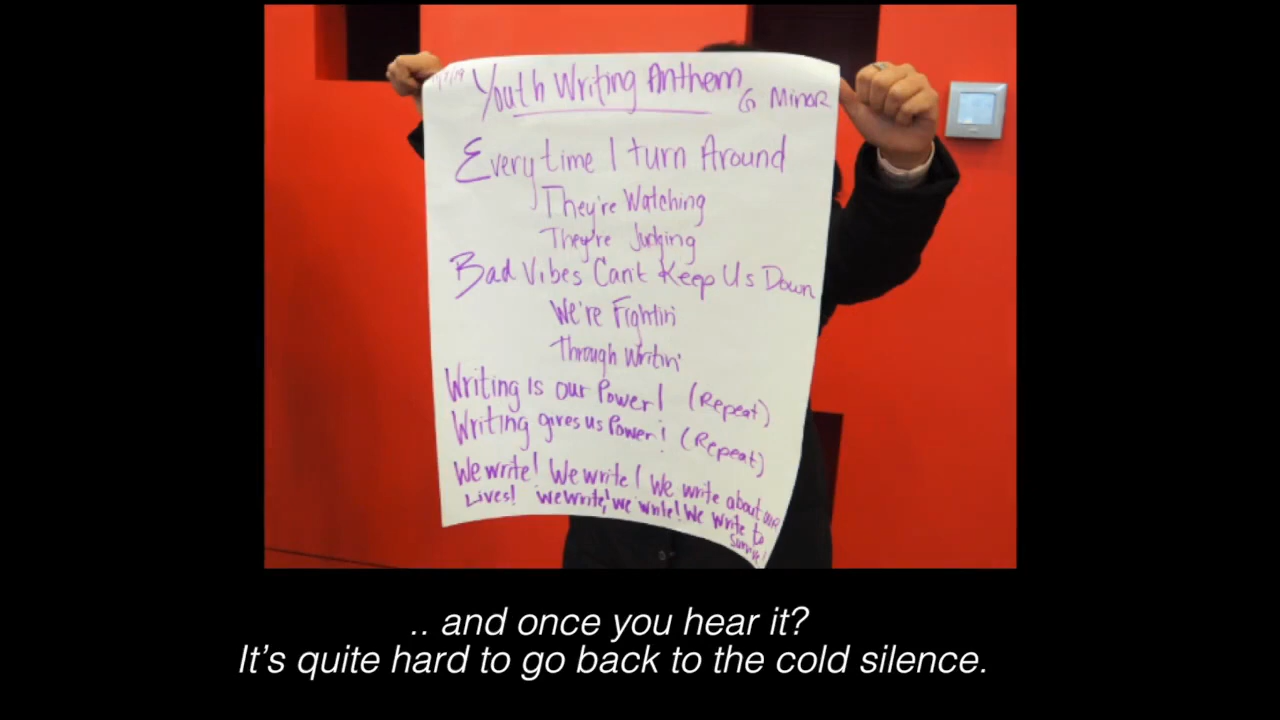 Youth Writing Anthem
G Minor
Everytime I turn Around
They're Watching
They're Judging
Bad Vibes Can't Keep Us Down
We're Fightin'
Through Writin'
Writing Is our Power! (Repeat)
Writing gives us Power! (Repeat)
We write! We write! We write about our
Lives! We write! We write! We write to
Survive!
.. and once you hear it?
It's quite hard to go back to the cold silence.